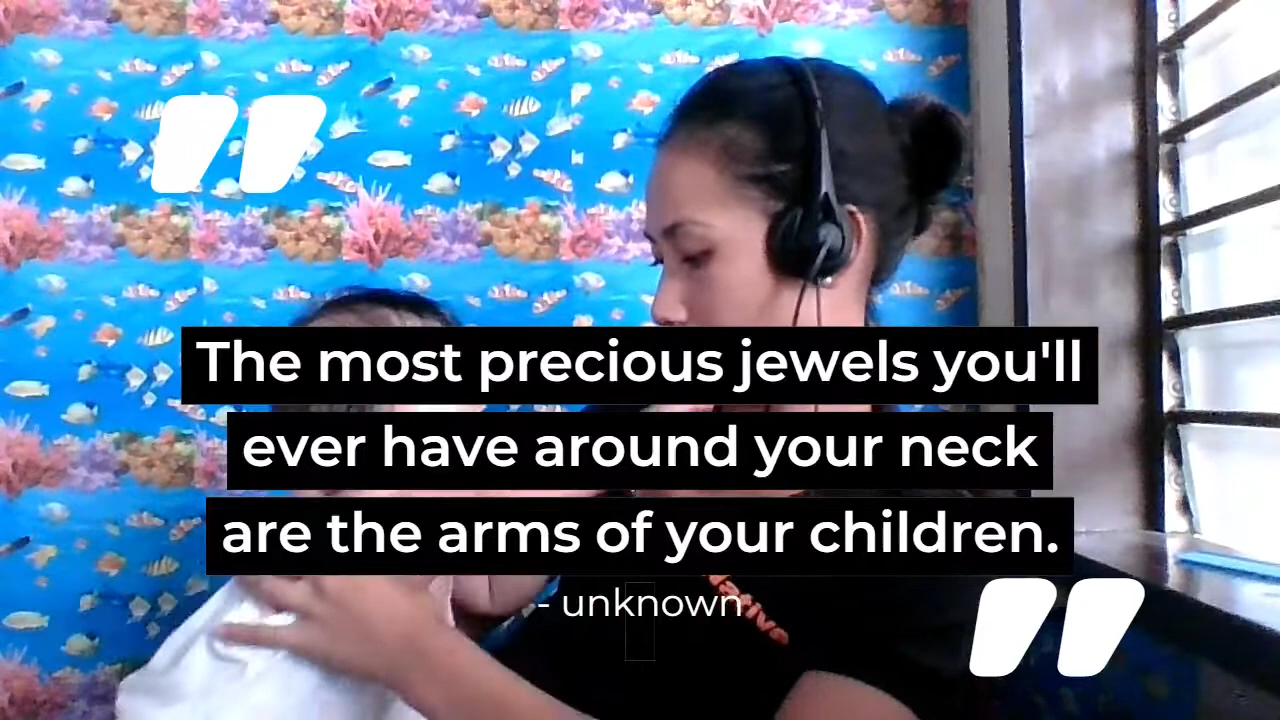 "
The most precious jewels you'll
ever have around your neck
are the arms of your children.
- unknown
"